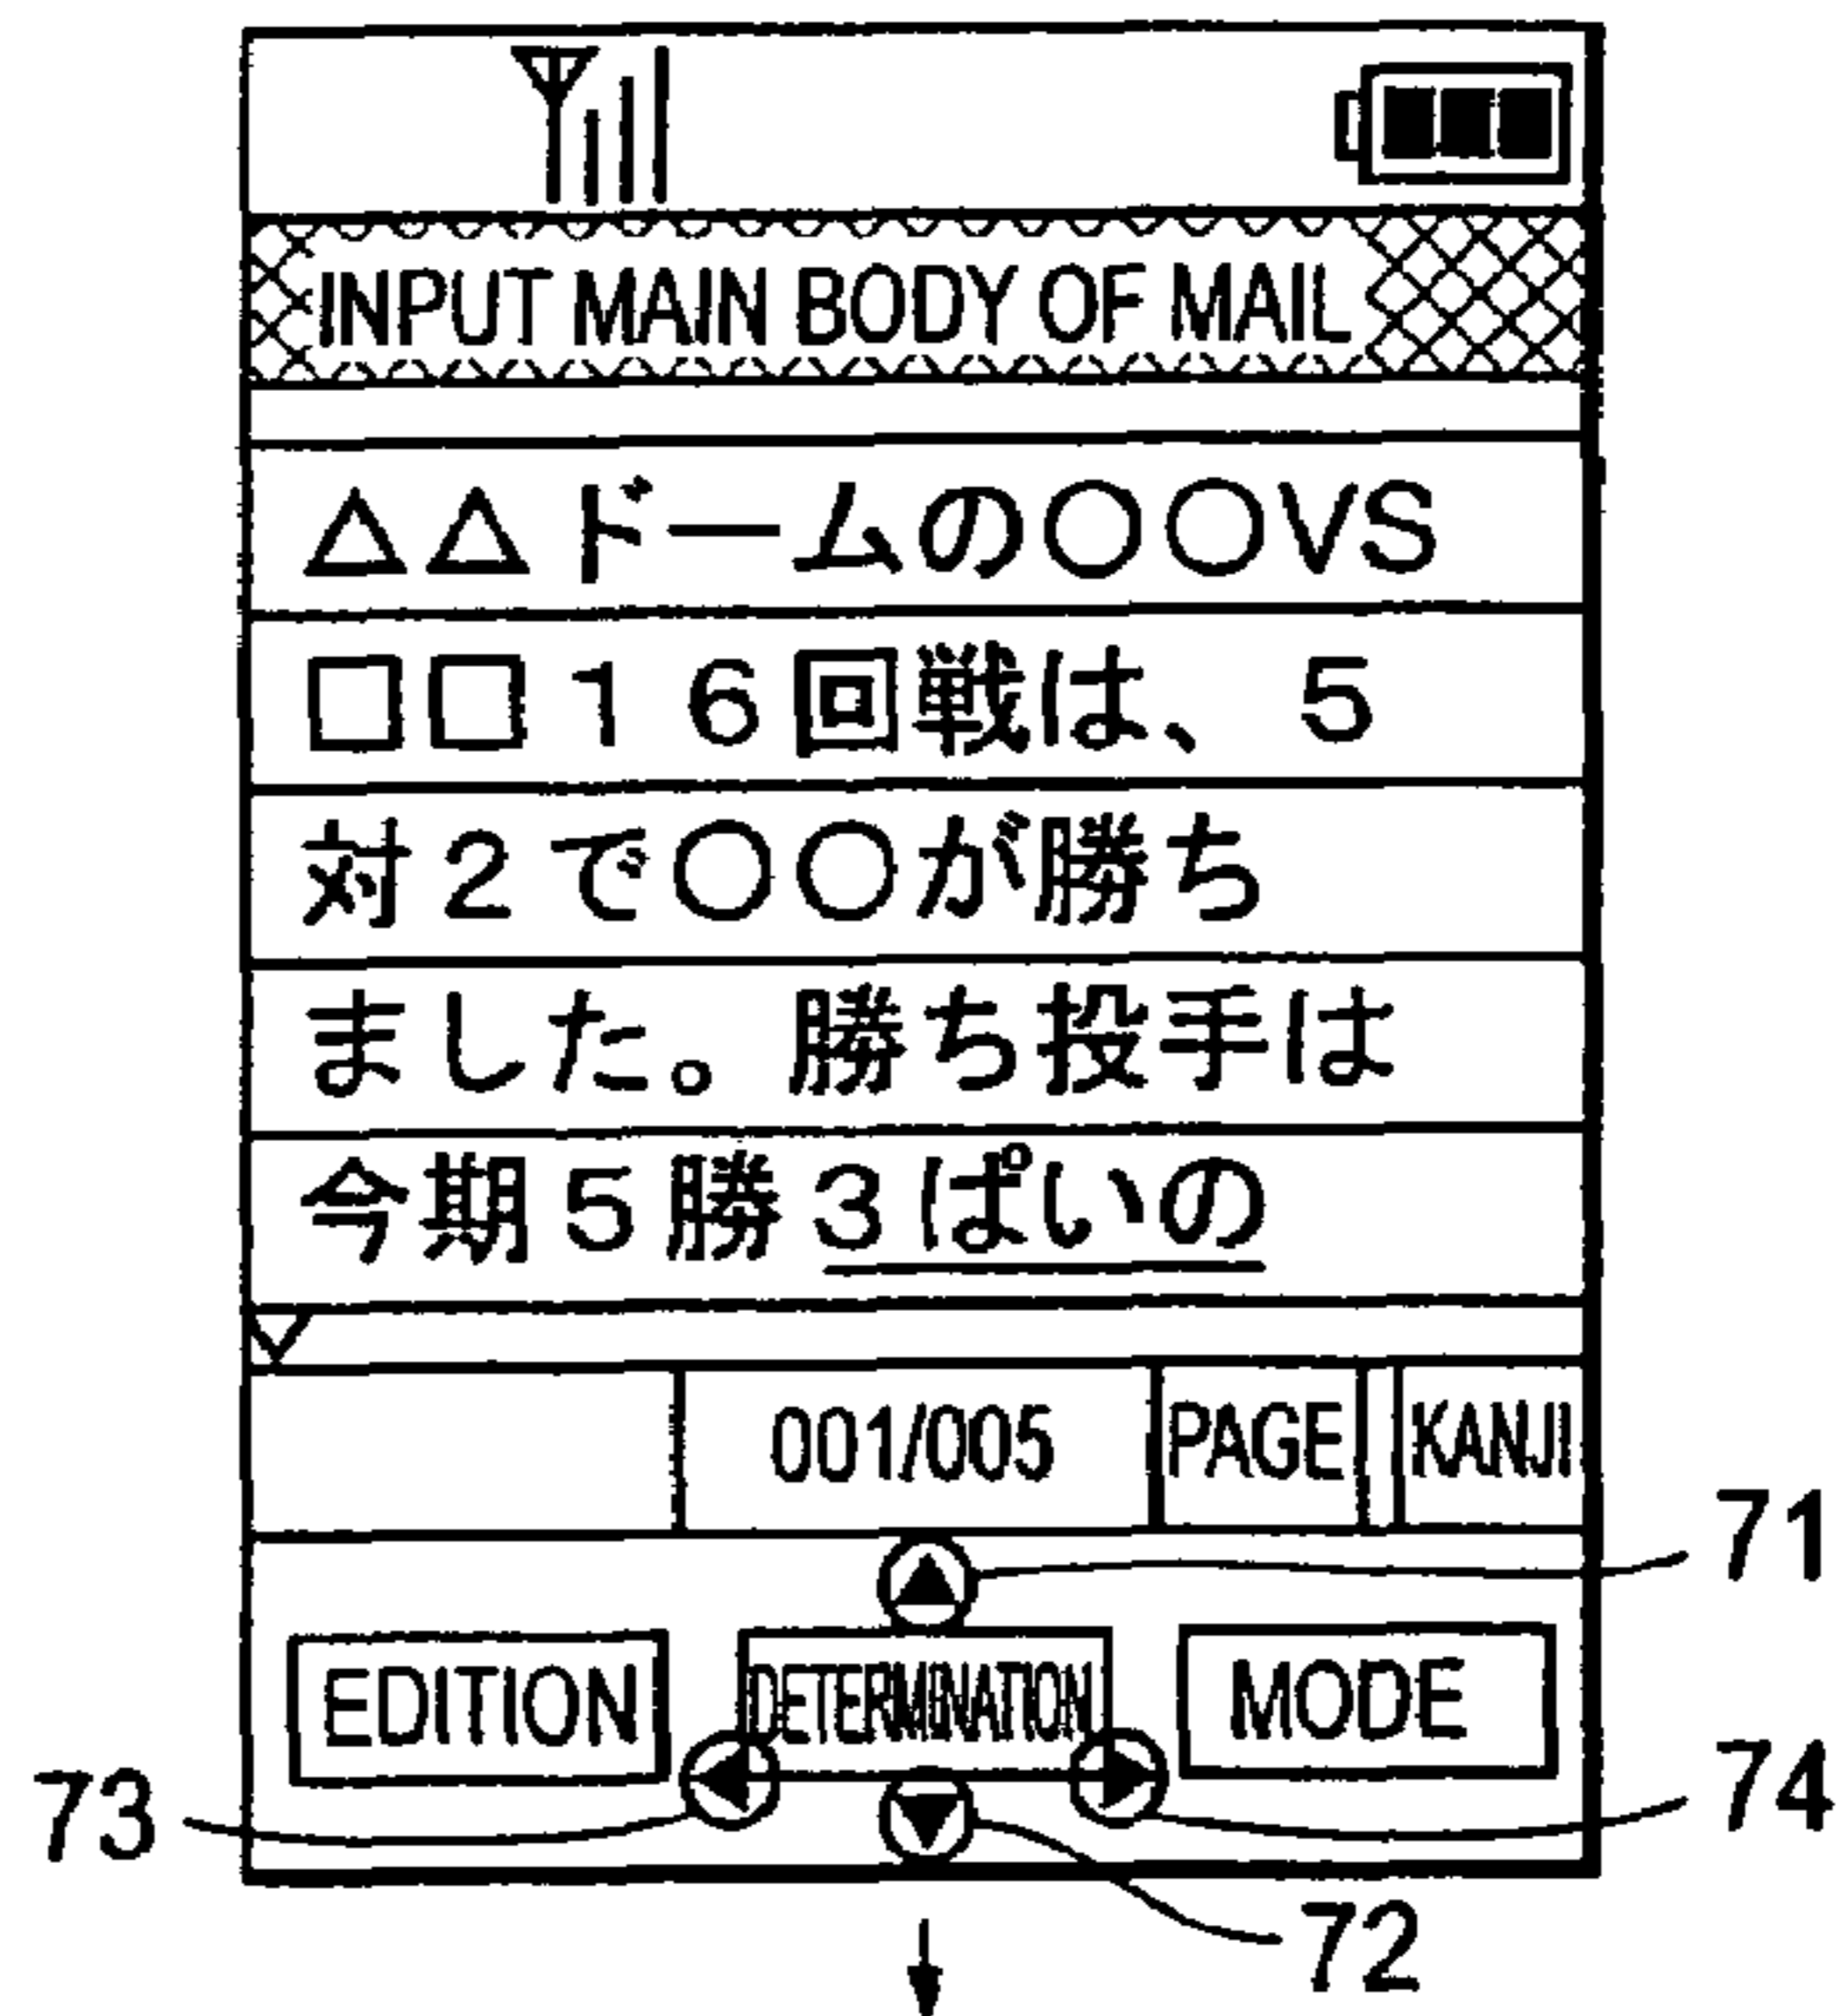 INPUT MAIN BODY OF MAIL
△△ドームの○○VS
□□16回戦は、5
対2で○○が勝ち
ました。勝ち投手は
今期5勝3ぱいの
001/005 PAGE KANJI
71
EDITION DETERMINATION MODE
73 74
72